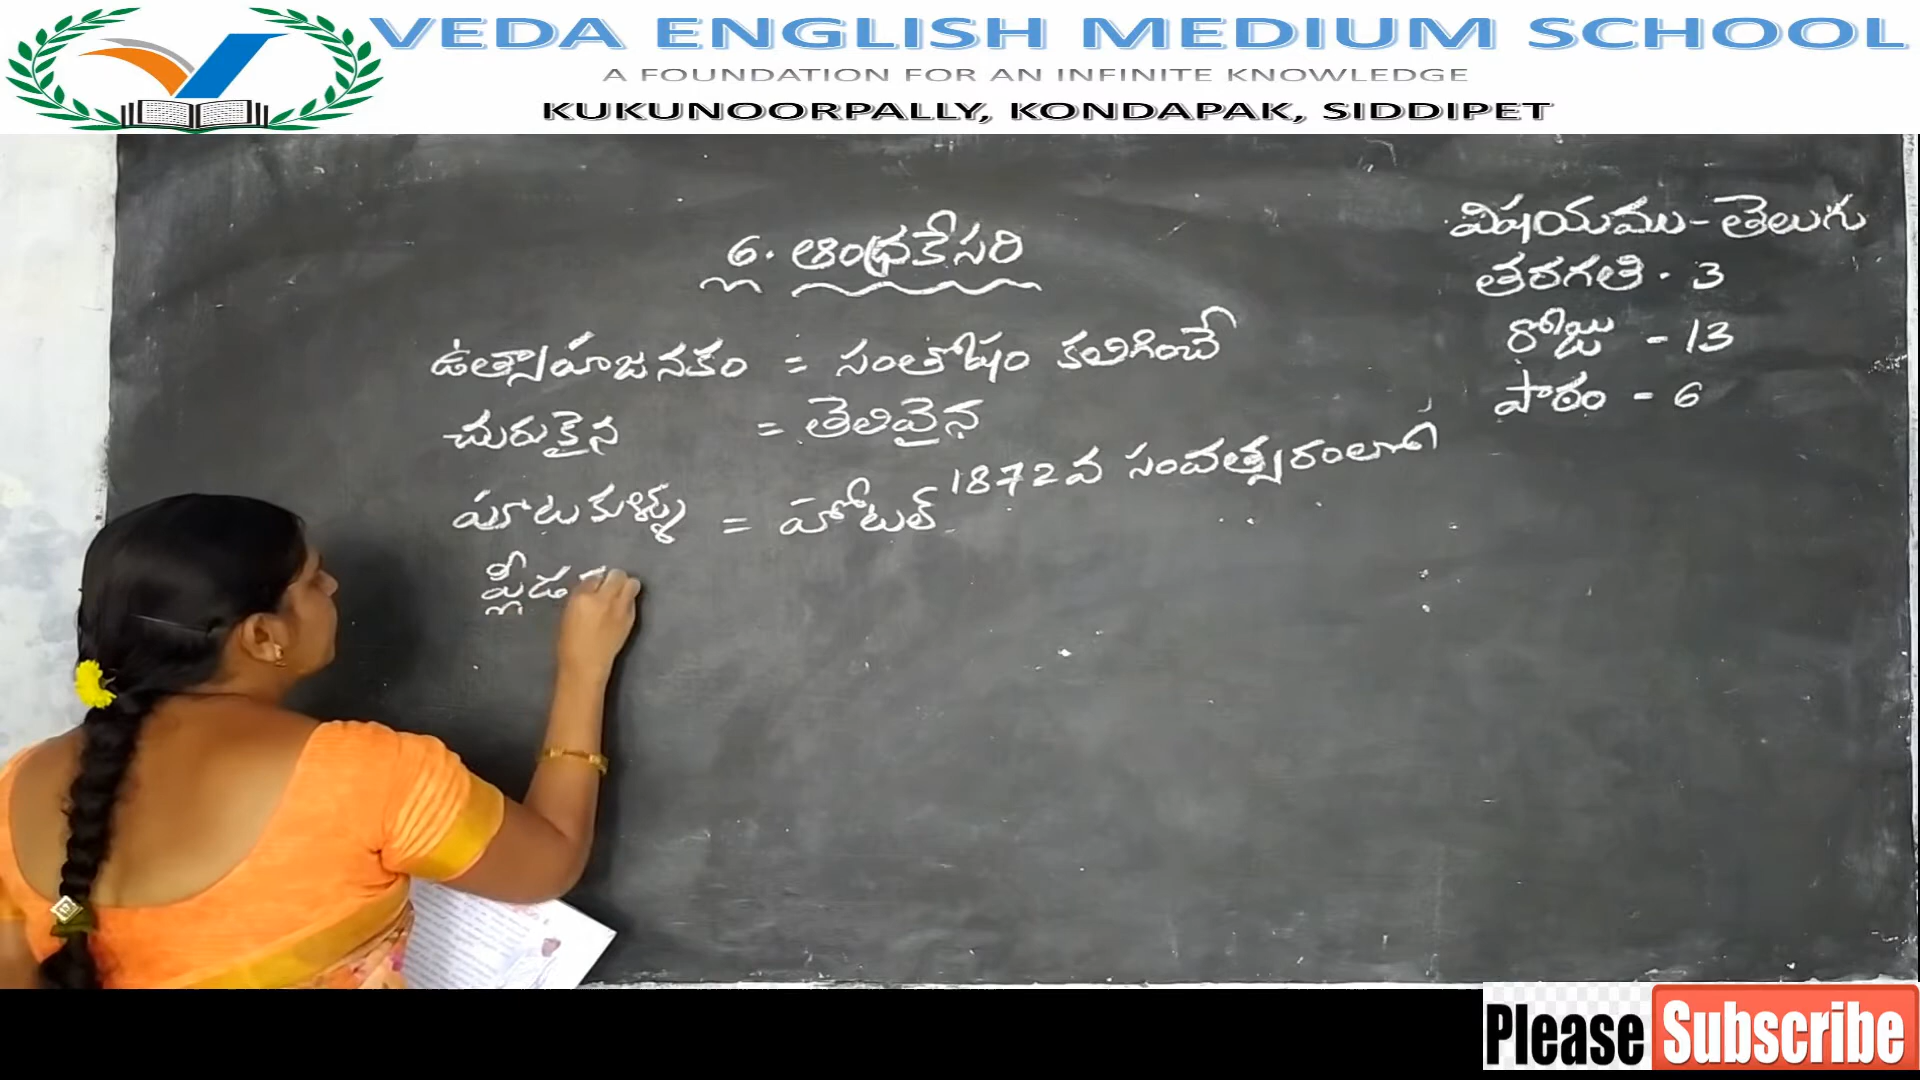 VEDA ENGLISH MEDIUM SCHOOL
A FOUNDATION FOR AN INFINITE KNOWLEDGE
KUKUNOORPALLY, KONDAPAK, SIDDIPET
విషయము - తెలుగు
తరగతి - 3
రోజు - 13
పాఠం - 6
6. ఆంధ్రకేసరి
ఉత్సాహజనకం = సంతోషం కలిగించే
చురుకైన = తెలివైన
1872వ సంవత్సరంలో
పూటకుళ్ళు = హోటల్
ప్లీడ
Please Subscribe